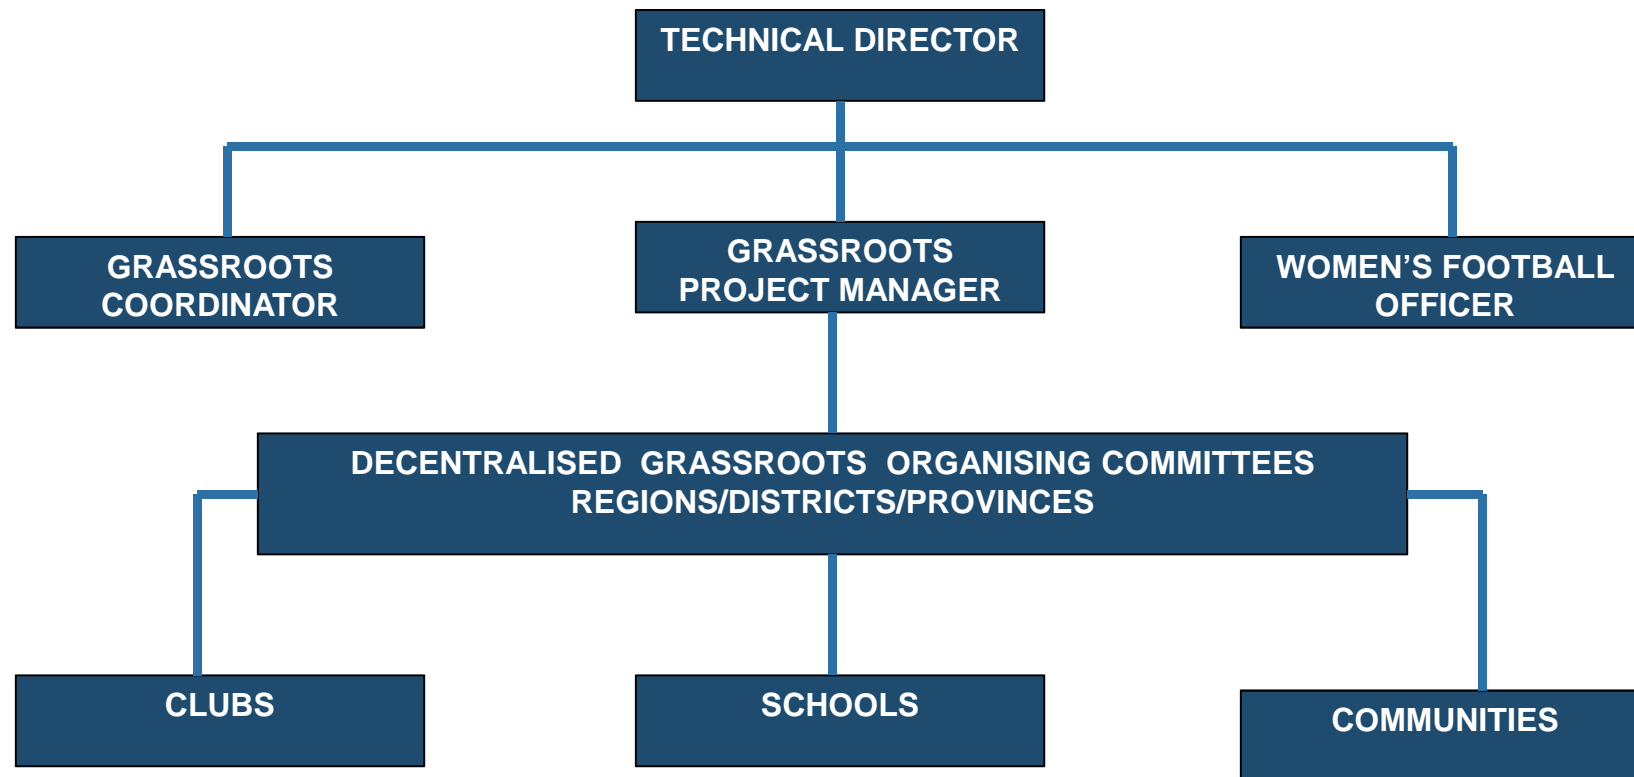 TECHNICAL DIRECTOR
GRASSROOTS
COORDINATOR
GRASSROOTS
PROJECT MANAGER
WOMEN’S FOOTBALL
OFFICER
DECENTRALISED  GRASSROOTS  ORGANISING COMMITTEES
REGIONS/DISTRICTS/PROVINCES
CLUBS
SCHOOLS
COMMUNITIES